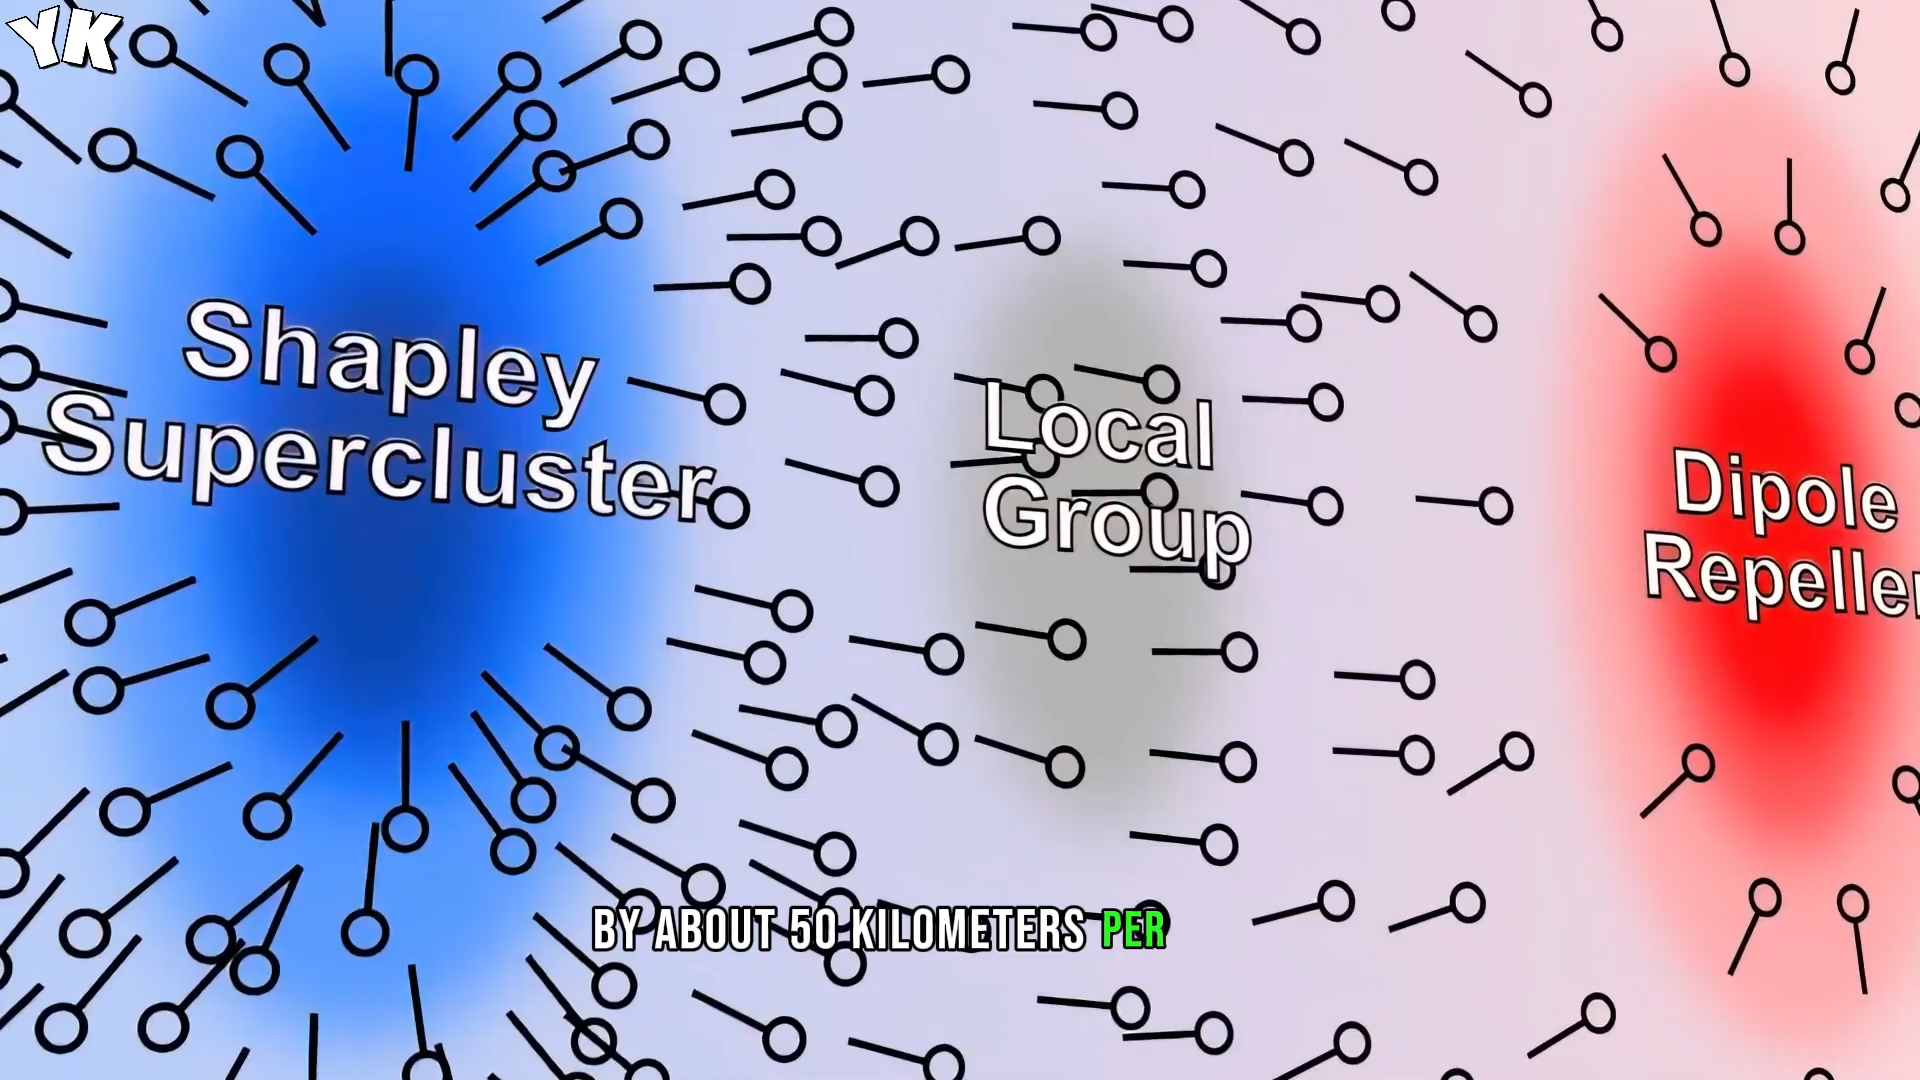 YK
Shapley
Supercluster
Local
Group
Dipole
Repeller
BY ABOUT 50 KILOMETERS PER